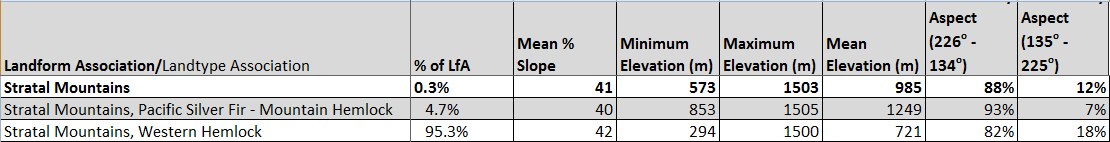 Landform Association/Landtype Association % of LfA Mean % Slope Minimum Elevation (m) Maximum Elevation (m) Mean Elevation (m) Aspect (226° - 134°) Aspect (135° - 225°)
Stratal Mountains 0.3% 41 573 1503 985 88% 12%
Stratal Mountains, Pacific Silver Fir - Mountain Hemlock 4.7% 40 853 1505 1249 93% 7%
Stratal Mountains, Western Hemlock 95.3% 42 294 1500 721 82% 18%